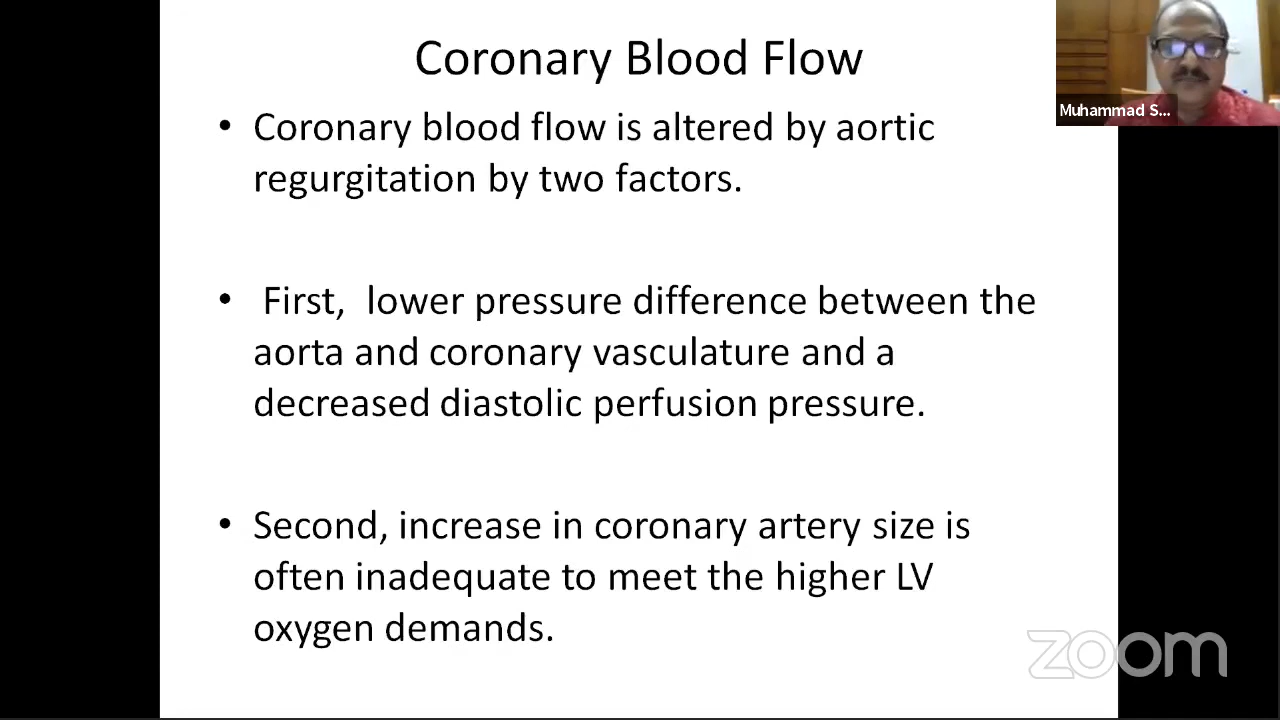 Coronary Blood Flow
• Coronary blood flow is altered by aortic
regurgitation by two factors.
• First, lower pressure difference between the
aorta and coronary vasculature and a
decreased diastolic perfusion pressure.
• Second, increase in coronary artery size is
often inadequate to meet the higher LV
oxygen demands.
Muhammad S...
zoom